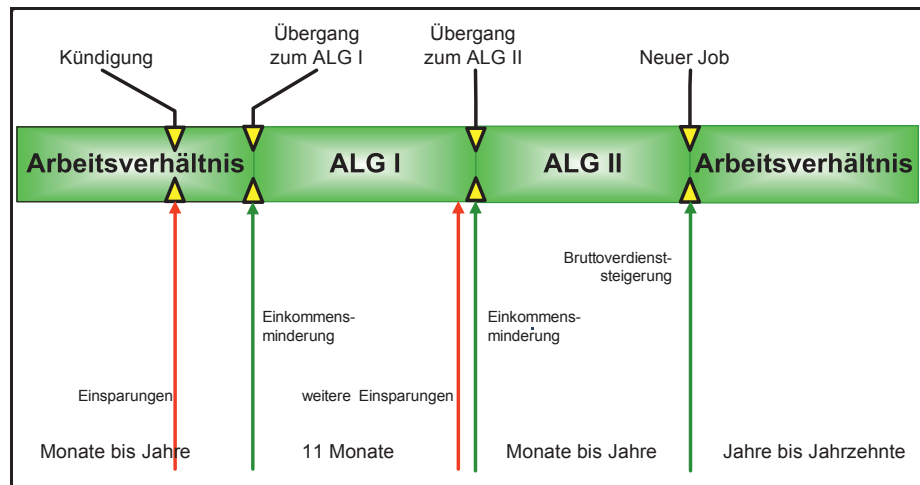 Kündigung
Übergang
zum ALG I
Übergang
zum ALG II
Neuer Job
Arbeitsverhältnis
ALG I
ALG II
Arbeitsverhältnis
Bruttoverdienst-
steigerung
Einkommens-
minderung
Einkommens-
minderung
Einsparungen
weitere Einsparungen
Monate bis Jahre
11 Monate
Monate bis Jahre
Jahre bis Jahrzehnte